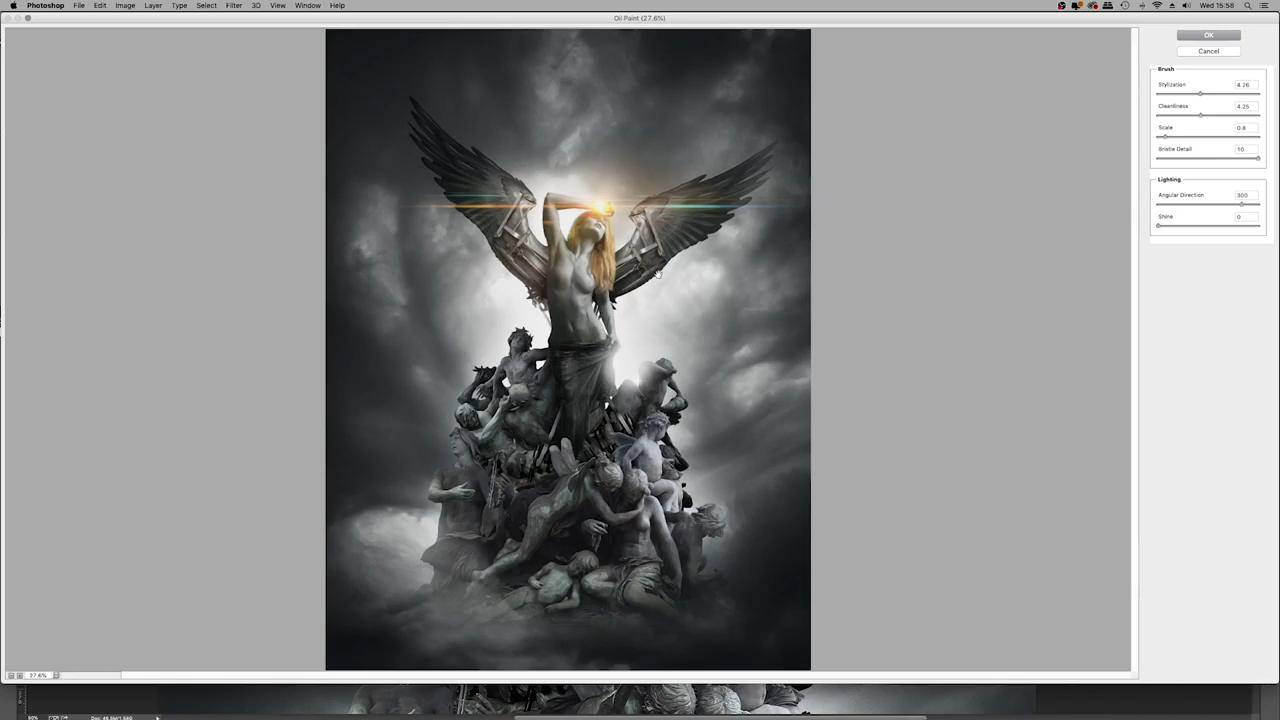 Photoshop File Edit Image Layer Type Select Filter 3D View Window Help Wed 15:58
Oil Paint (27.6%)
OK
Cancel
Brush
Stylization 4.26
Cleanliness 4.25
Scale 0.8
Bristle Detail 10
Lighting
Angular Direction 300
Shine 0
27.6%
50% Doc: